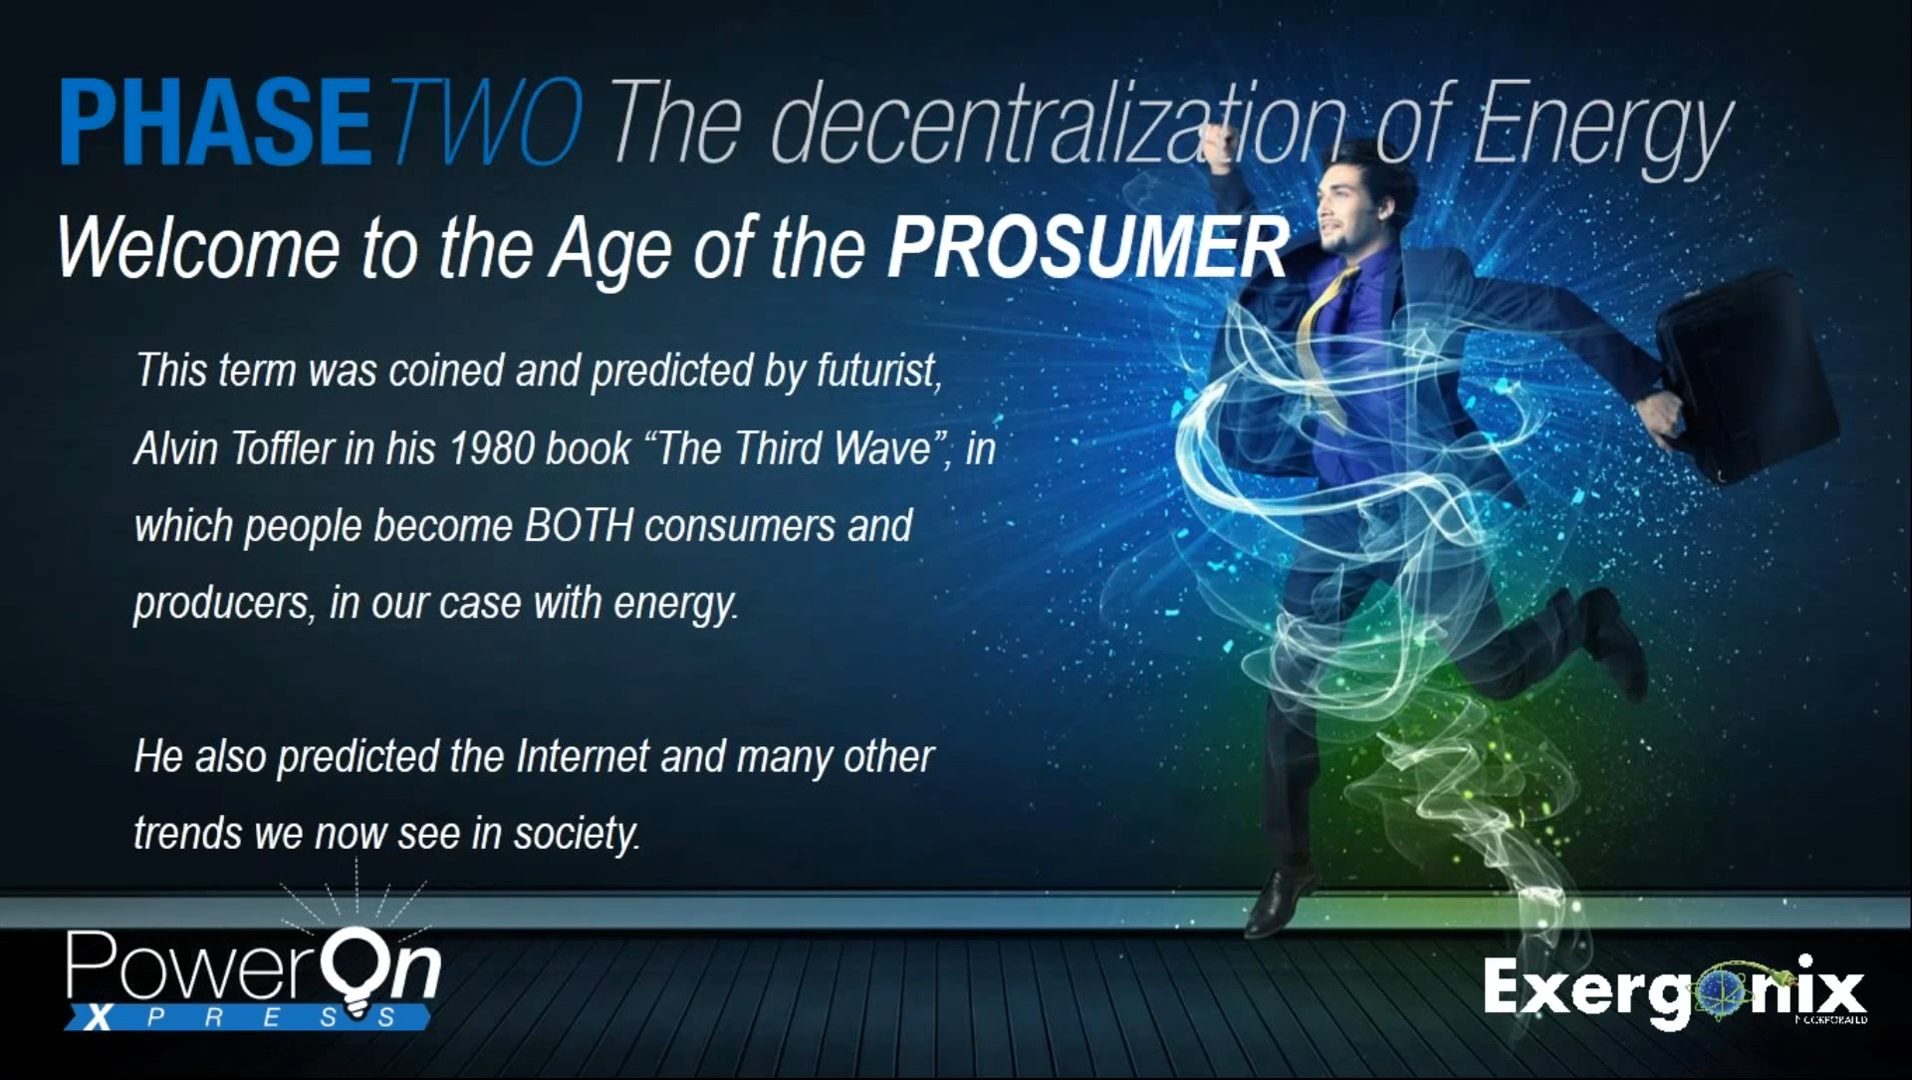 PHASE TWO The decentralization of Energy
Welcome to the Age of the PROSUMER
This term was coined and predicted by futurist,
Alvin Toffler in his 1980 book “The Third Wave”, in
which people become BOTH consumers and
producers, in our case with energy.
He also predicted the Internet and many other
trends we now see in society.
PowerOn
XPRESS
Exergonix
INCORPORATED